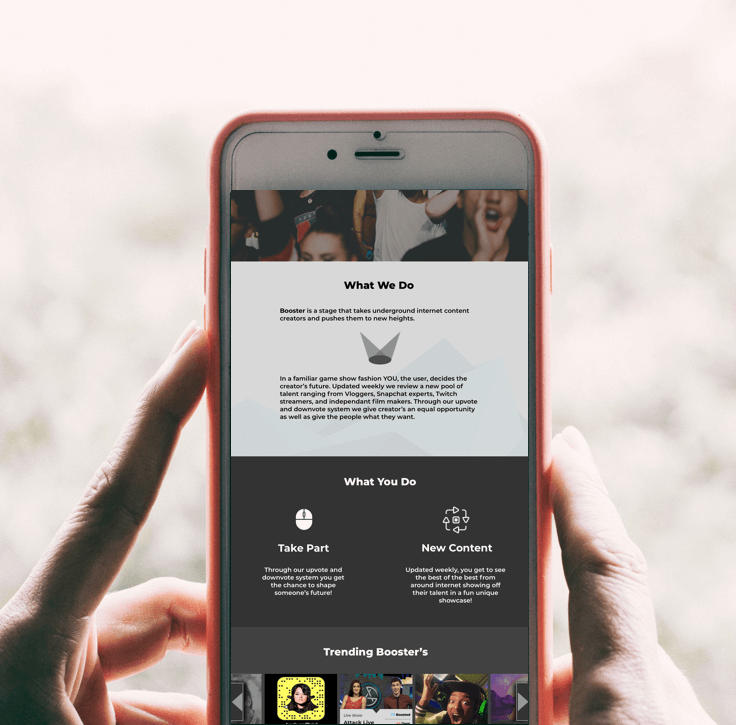 What We Do
Booster is a stage that takes underground internet content
creators and pushes them to new heights.
In a familiar game show fashion YOU, the user, decides the
creator's future. Updated weekly we review a new pool of
talent ranging from Vloggers, Snapchat experts, Twitch
streamers, and independant film makers. Through our upvote
and downvote system we give creator's an equal opportunity
as well as give the people what they want.
What You Do
Take Part
Through our upvote and
downvote system you get
the chance to shape
someone's future!
New Content
Updated weekly, you get to see
the best of the best from
around internet showing off
their talent in a fun unique
showcase!
Trending Booster's
Live Show
Boosted
Attack Live